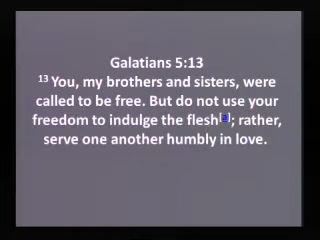 Galatians 5:13
13 You, my brothers and sisters, were
called to be free. But do not use your
freedom to indulge the flesh[a]; rather,
serve one another humbly in love.